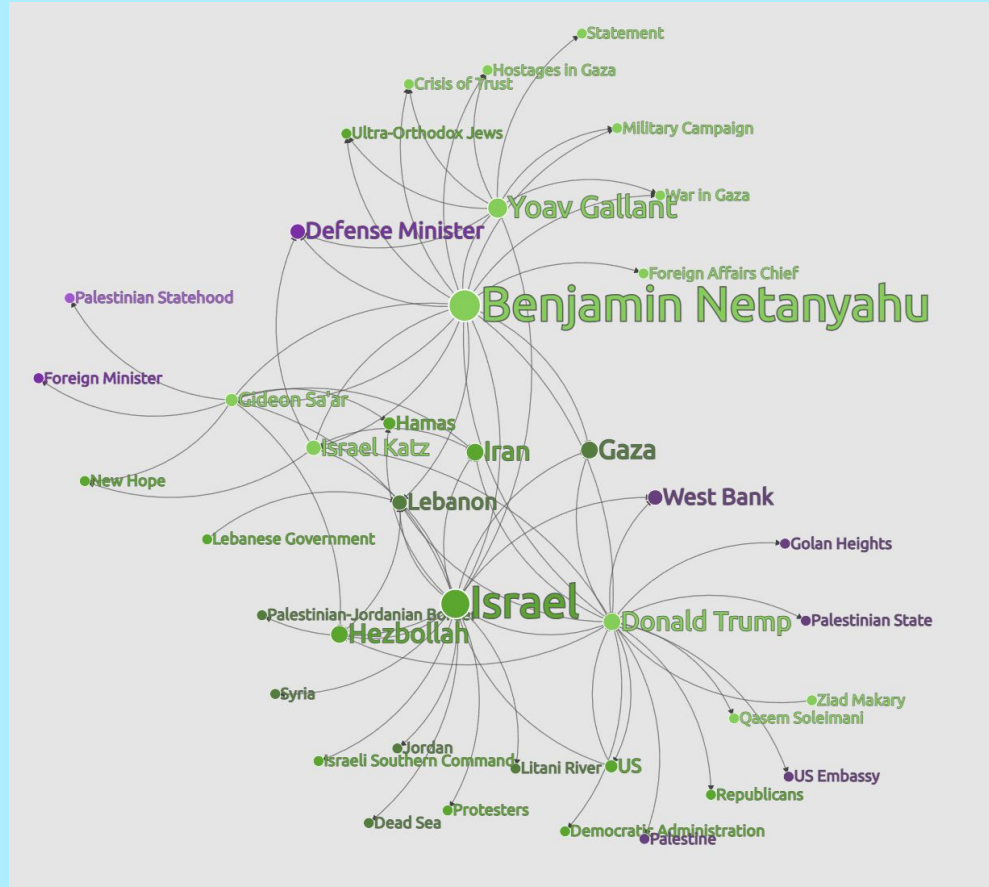 Statement
Hostages in Gaza
Crisis of Trust
Military Campaign
Ultra-Orthodox Jews
War in Gaza
Yoav Gallant
Defense Minister
Foreign Affairs Chief
Palestinian Statehood
Benjamin Netanyahu
Foreign Minister
Gideon Sa'ar
Hamas
Israel Katz
Iran
Gaza
New Hope
West Bank
Lebanon
Lebanese Government
Golan Heights
Israel
Palestinian-Jordanian Bo
Donald Trump
Palestinian State
Hezbollah
Syria
Ziad Makary
Qasem Soleimani
Jordan
Israeli Southern Command
Litani River
US
US Embassy
Republicans
Protesters
Dead Sea
Democratic Administration
Palestine